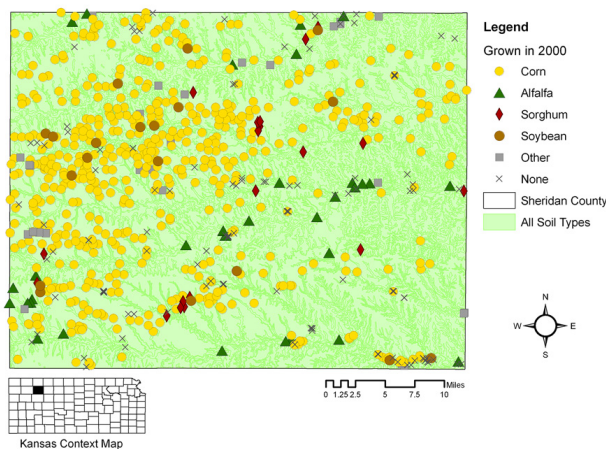 Legend
Grown in 2000
Corn
Alfalfa
Sorghum
Soybean
Other
None
Sheridan County
All Soil Types
N
W E
S
Miles
0 1.25 2.5 5 7.5 10
Kansas Context Map